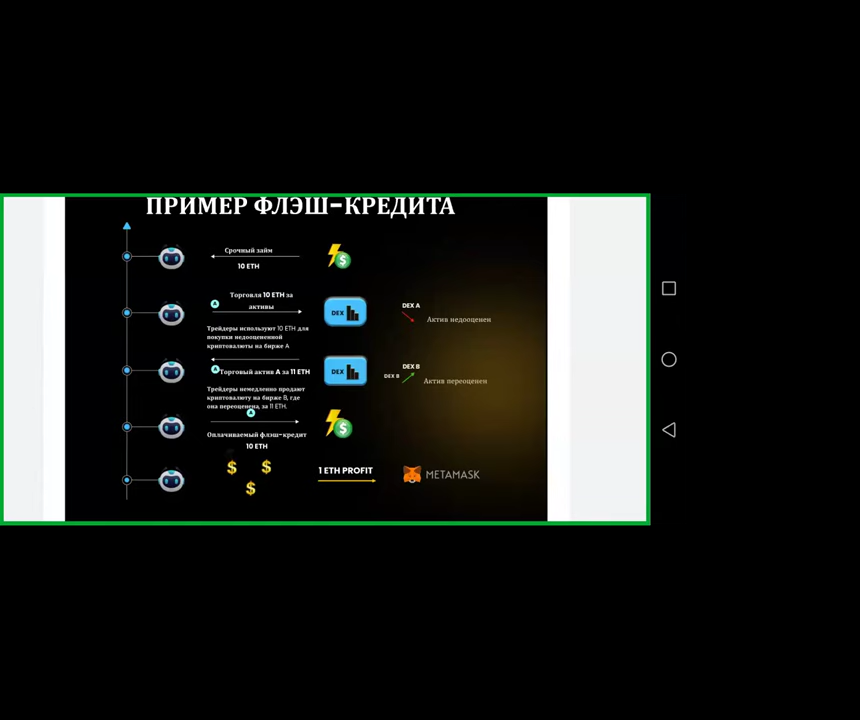 ПРИМЕР ФЛЭШ-КРЕДИТА
Срочный займ
10 ETH
A
Торговля 10 ETH за
активы
DEX
DEX A
Актив недооценен
Трейдеры используют 10 ETH для
покупки недооцененной
криптовалюты на бирже А
A
Торговый актив А за 11 ETH
DEX
DEX B
DEX B
Актив переоценен
Трейдеры немедленно продают
криптовалюту на бирже B, где
она переоценена, за 11 ETH.
A
Оплачиваемый флэш-кредит
10 ETH
1 ETH PROFIT
METAMASK